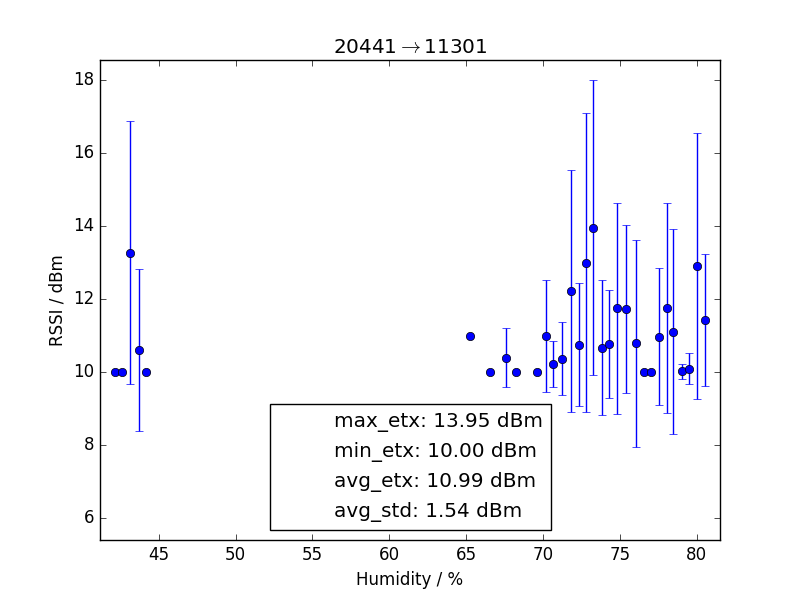 20441→11301
18
16
14
12
10
8
6
RSSI / dBm
max_etx: 13.95 dBm
min_etx: 10.00 dBm
avg_etx: 10.99 dBm
avg_std: 1.54 dBm
45 50 55 60 65 70 75 80
Humidity / %